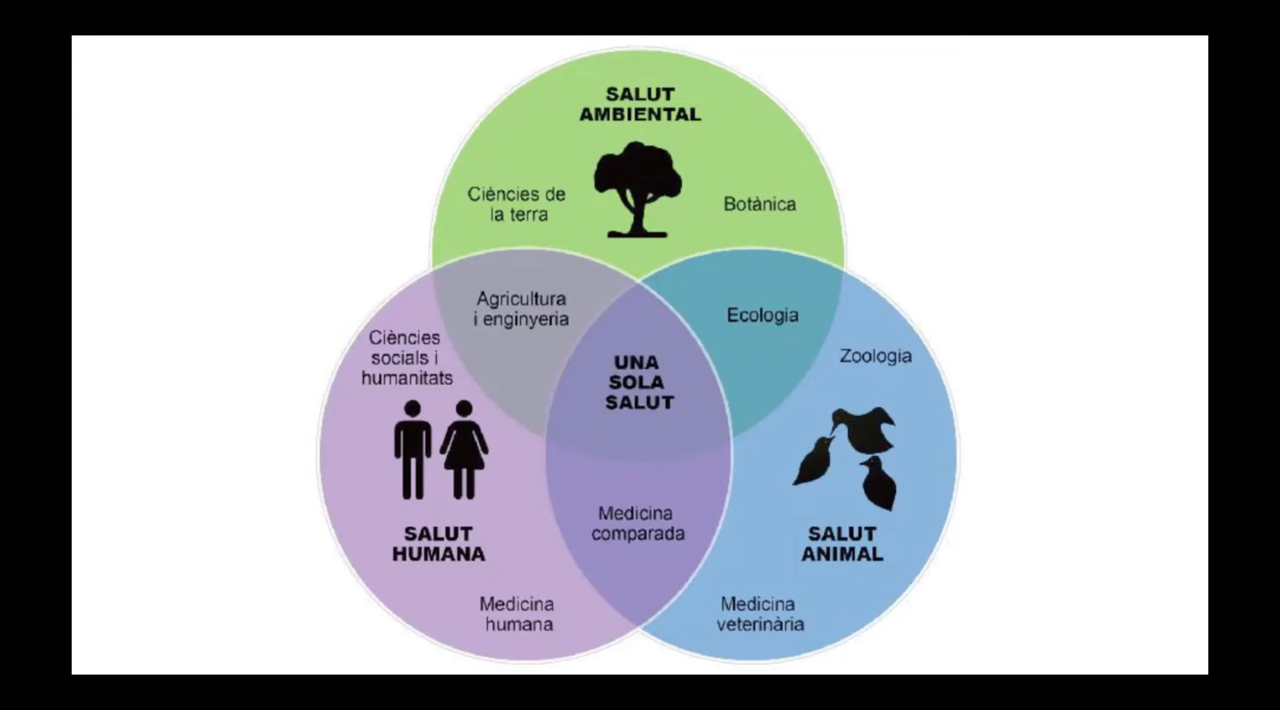 SALUT
AMBIENTAL
Ciències de
la terra
Botànica
Agricultura
i enginyeria
Ecologia
Ciències
socials i
humanitats
Zoologia
UNA
SOLA
SALUT
Medicina
comparada
SALUT
HUMANA
SALUT
ANIMAL
Medicina
humana
Medicina
veterinària